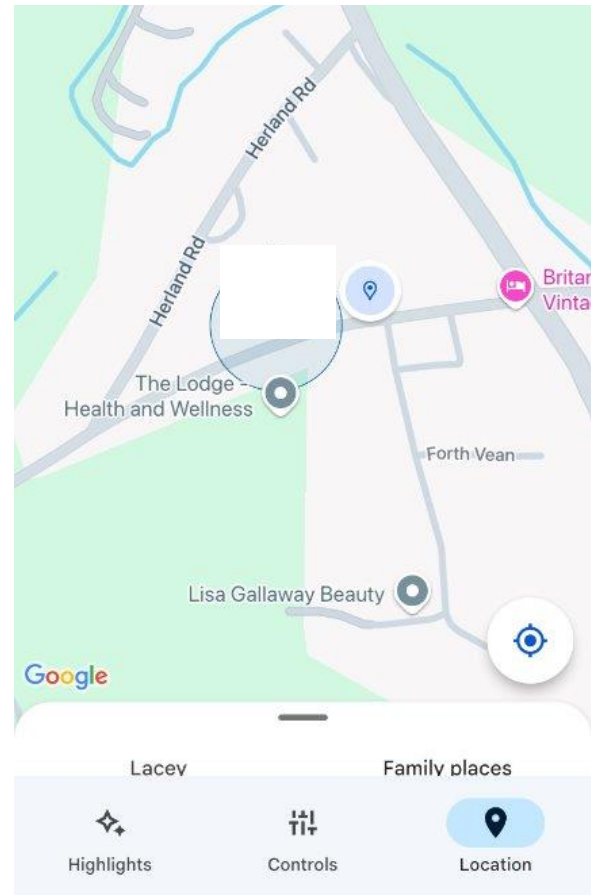 Herland Rd
Herland Rd
Britan
Vinta
The Lodge -
Health and Wellness
Forth Vean
Lisa Gallaway Beauty
Google
Lacey
Family places
Highlights
Controls
Location